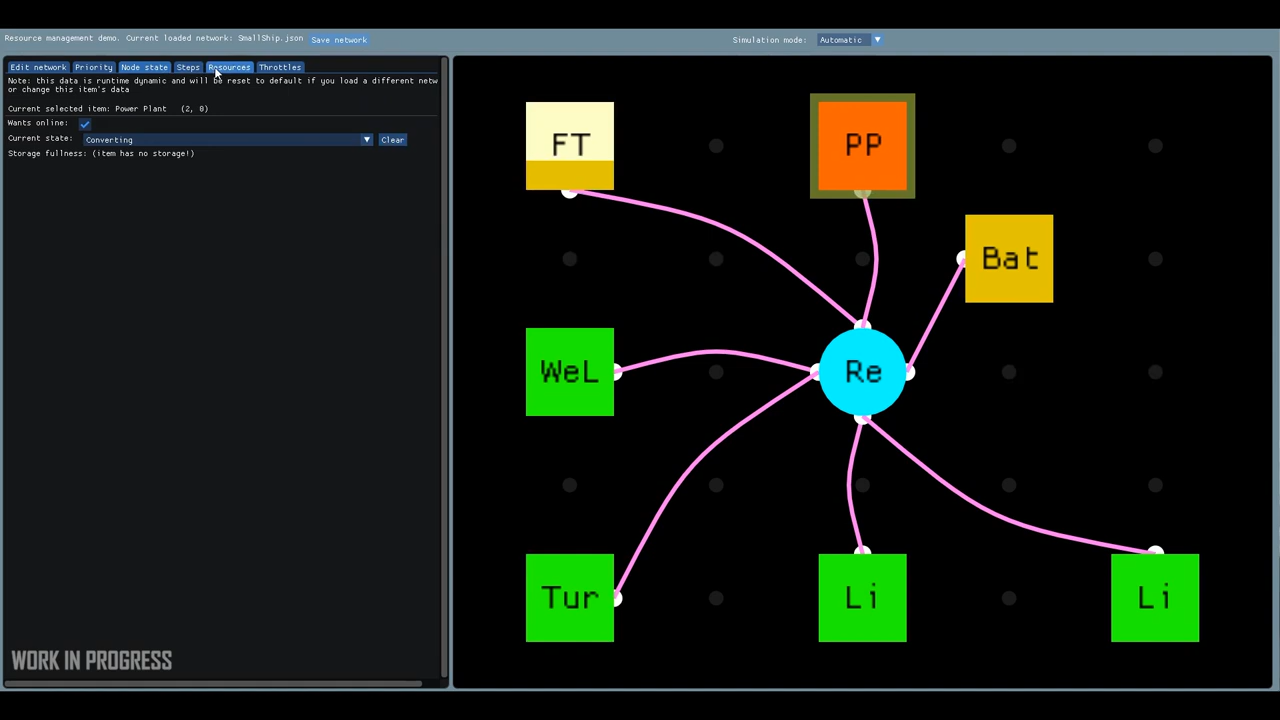 Resource management demo. Current loaded network: SmallShip.json
Save network
Simulation mode:
Automatic
Edit network
Priority
Node state
Steps
Resources
Throttles
Note: this data is runtime dynamic and will be reset to default if you load a different netw
or change this item's data
Current selected item: Power Plant (2, 0)
Wants online:
Current state:
Converting
Clear
Storage fullness: (item has no storage!)
FT
PP
Bat
WeL
Re
Tur
Li
Li
WORK IN PROGRESS